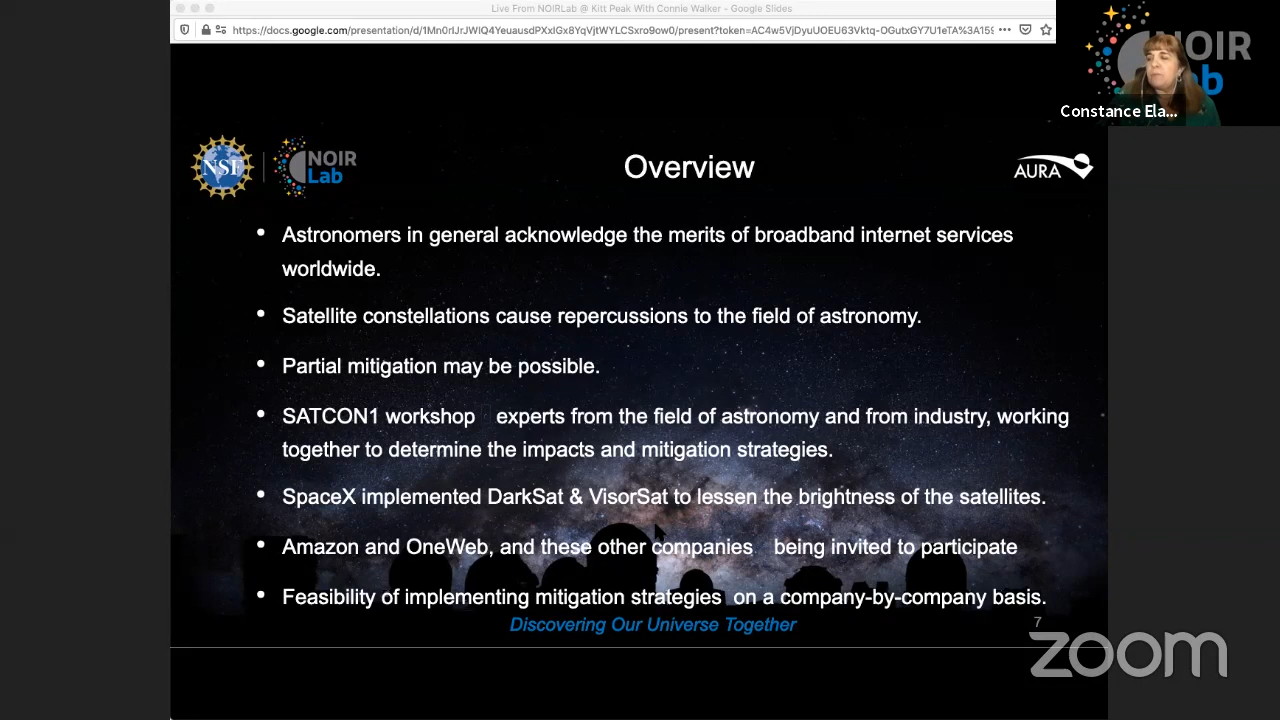 Live From NOIRLab @ Kitt Peak With Connie Walker - Google Slides
NOIR
Lab
Constance Ela...
NSF
NOIR
Lab
Overview
AURA
• Astronomers in general acknowledge the merits of broadband internet services
worldwide.
• Satellite constellations cause repercussions to the field of astronomy.
• Partial mitigation may be possible.
• SATCON1 workshop experts from the field of astronomy and from industry, working
together to determine the impacts and mitigation strategies.
• SpaceX implemented DarkSat & VisorSat to lessen the brightness of the satellites.
• Amazon and OneWeb, and these other companies being invited to participate
• Feasibility of implementing mitigation strategies on a company-by-company basis.
Discovering Our Universe Together
7
zoom